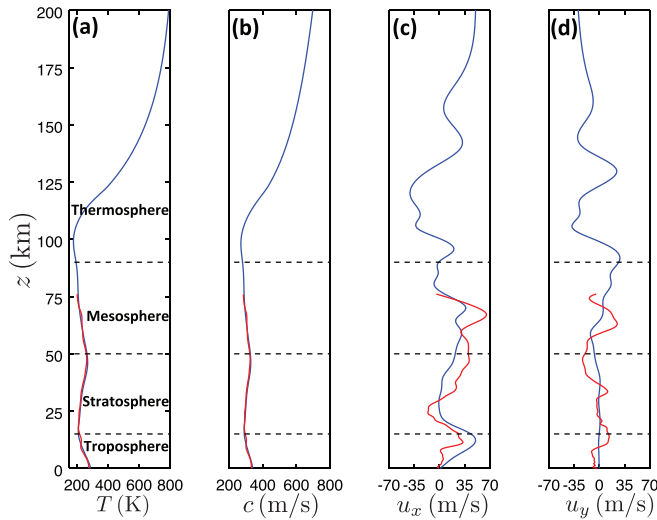 (a) (b) (c) (d)
200
175
150
125
100
75
50
25
0
z (km)
Thermosphere
Mesosphere
Stratosphere
Troposphere
200 400 600 800 200 400 600 800 -70 -35 0 35 70 -70 -35 0 35 70
T (K) c (m/s) u_x (m/s) u_y (m/s)